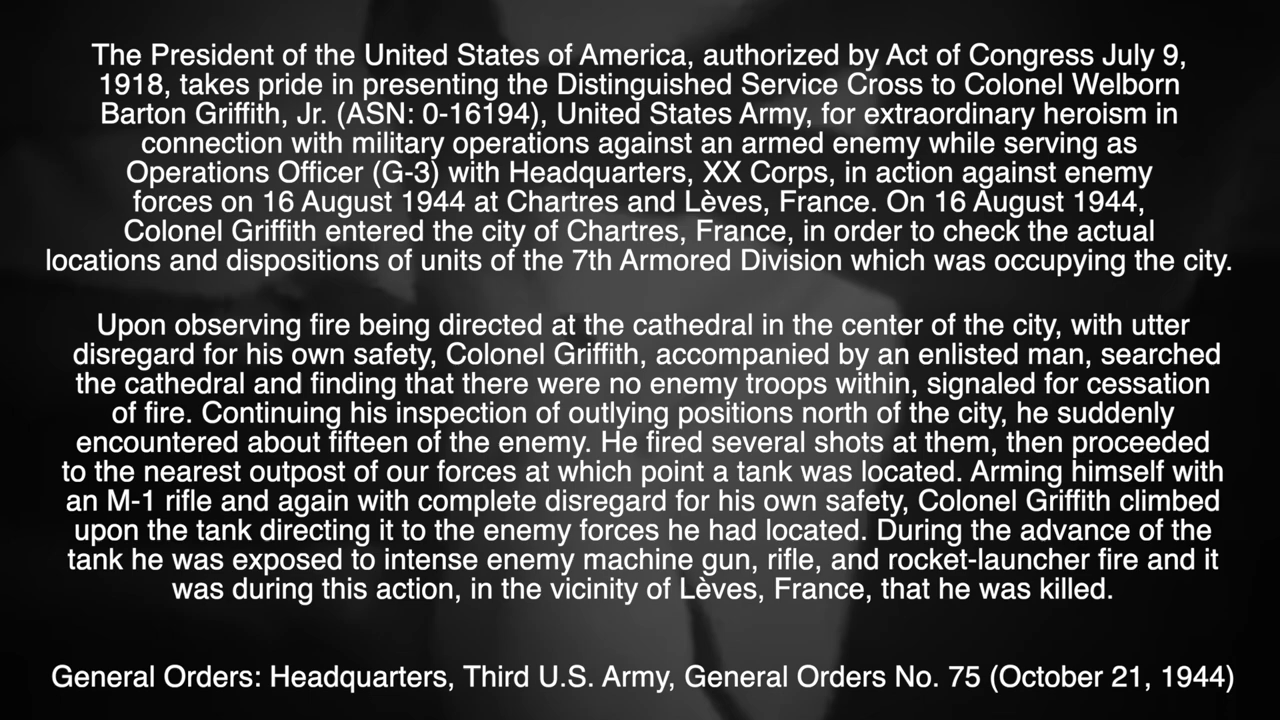 The President of the United States of America, authorized by Act of Congress July 9,
1918, takes pride in presenting the Distinguished Service Cross to Colonel Welborn
Barton Griffith, Jr. (ASN: 0-16194), United States Army, for extraordinary heroism in
connection with military operations against an armed enemy while serving as
Operations Officer (G-3) with Headquarters, XX Corps, in action against enemy
forces on 16 August 1944 at Chartres and Lèves, France. On 16 August 1944,
Colonel Griffith entered the city of Chartres, France, in order to check the actual
locations and dispositions of units of the 7th Armored Division which was occupying the city.
Upon observing fire being directed at the cathedral in the center of the city, with utter
disregard for his own safety, Colonel Griffith, accompanied by an enlisted man, searched
the cathedral and finding that there were no enemy troops within, signaled for cessation
of fire. Continuing his inspection of outlying positions north of the city, he suddenly
encountered about fifteen of the enemy. He fired several shots at them, then proceeded
to the nearest outpost of our forces at which point a tank was located. Arming himself with
an M-1 rifle and again with complete disregard for his own safety, Colonel Griffith climbed
upon the tank directing it to the enemy forces he had located. During the advance of the
tank he was exposed to intense enemy machine gun, rifle, and rocket-launcher fire and it
was during this action, in the vicinity of Lèves, France, that he was killed.
General Orders: Headquarters, Third U.S. Army, General Orders No. 75 (October 21, 1944)